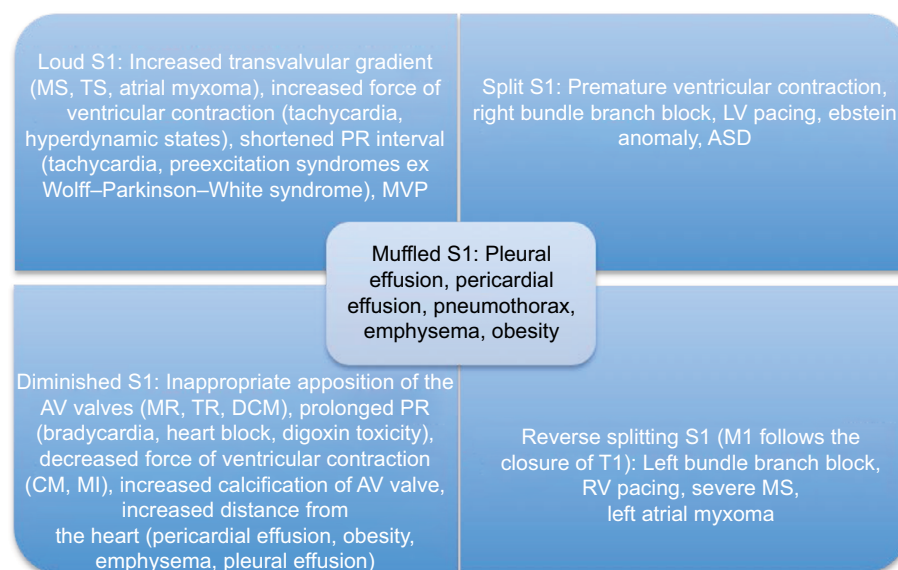 Loud S1: Increased transvalvular gradient
(MS, TS, atrial myxoma), increased force of
ventricular contraction (tachycardia,
hyperdynamic states), shortened PR interval
(tachycardia, preexcitation syndromes ex
Wolff–Parkinson–White syndrome), MVP
Split S1: Premature ventricular contraction,
right bundle branch block, LV pacing, ebstein
anomaly, ASD
Muffled S1: Pleural
effusion, pericardial
effusion, pneumothorax,
emphysema, obesity
Diminished S1: Inappropriate apposition of the
AV valves (MR, TR, DCM), prolonged PR
(bradycardia, heart block, digoxin toxicity),
decreased force of ventricular contraction
(CM, MI), increased calcification of AV valve,
increased distance from
the heart (pericardial effusion, obesity,
emphysema, pleural effusion)
Reverse splitting S1 (M1 follows the
closure of T1): Left bundle branch block,
RV pacing, severe MS,
left atrial myxoma